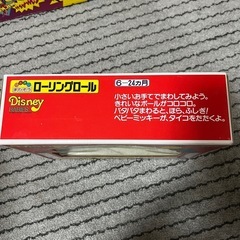 ローリングロール
6〜24ヵ月
Disney
小さいお手てでまわしてみよう。
きれいなボールがコロコロ。
パタパタまわると、ほら、ふしぎ!
ベビーミッキーが、タイコをたたくよ。